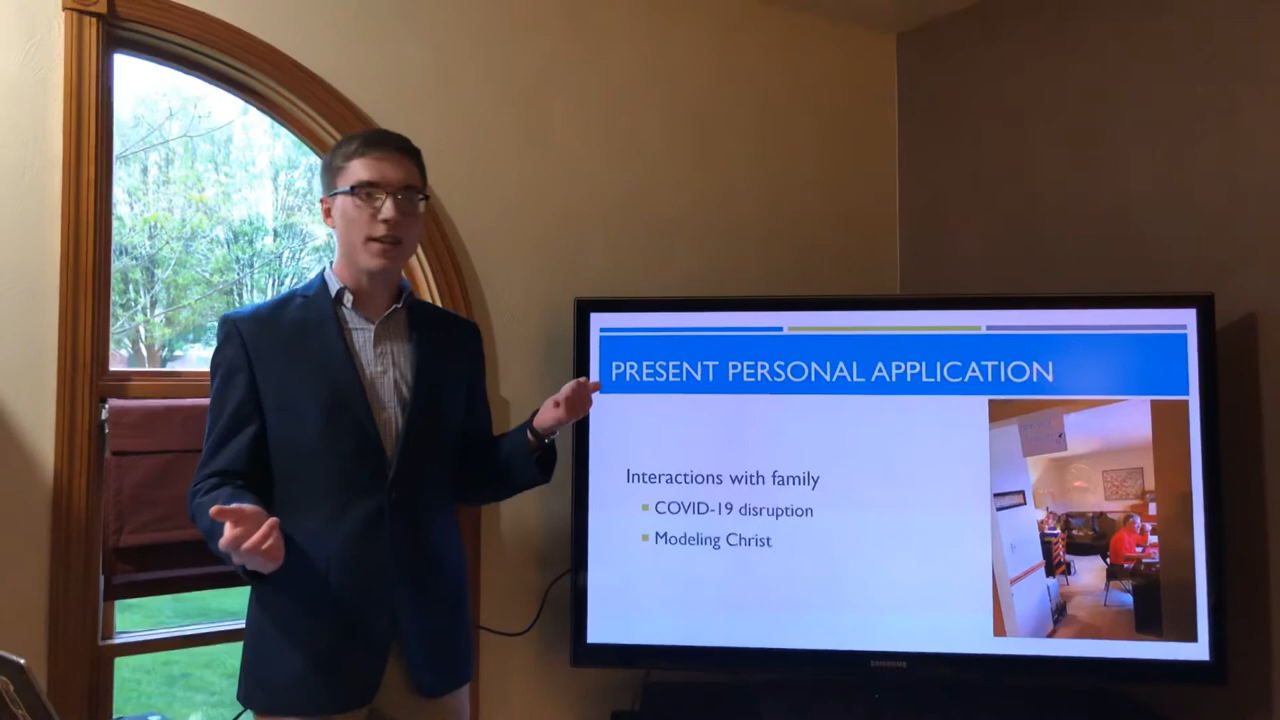 PRESENT PERSONAL APPLICATION
Interactions with family
COVID-19 disruption
Modeling Christ
SAMSUNG